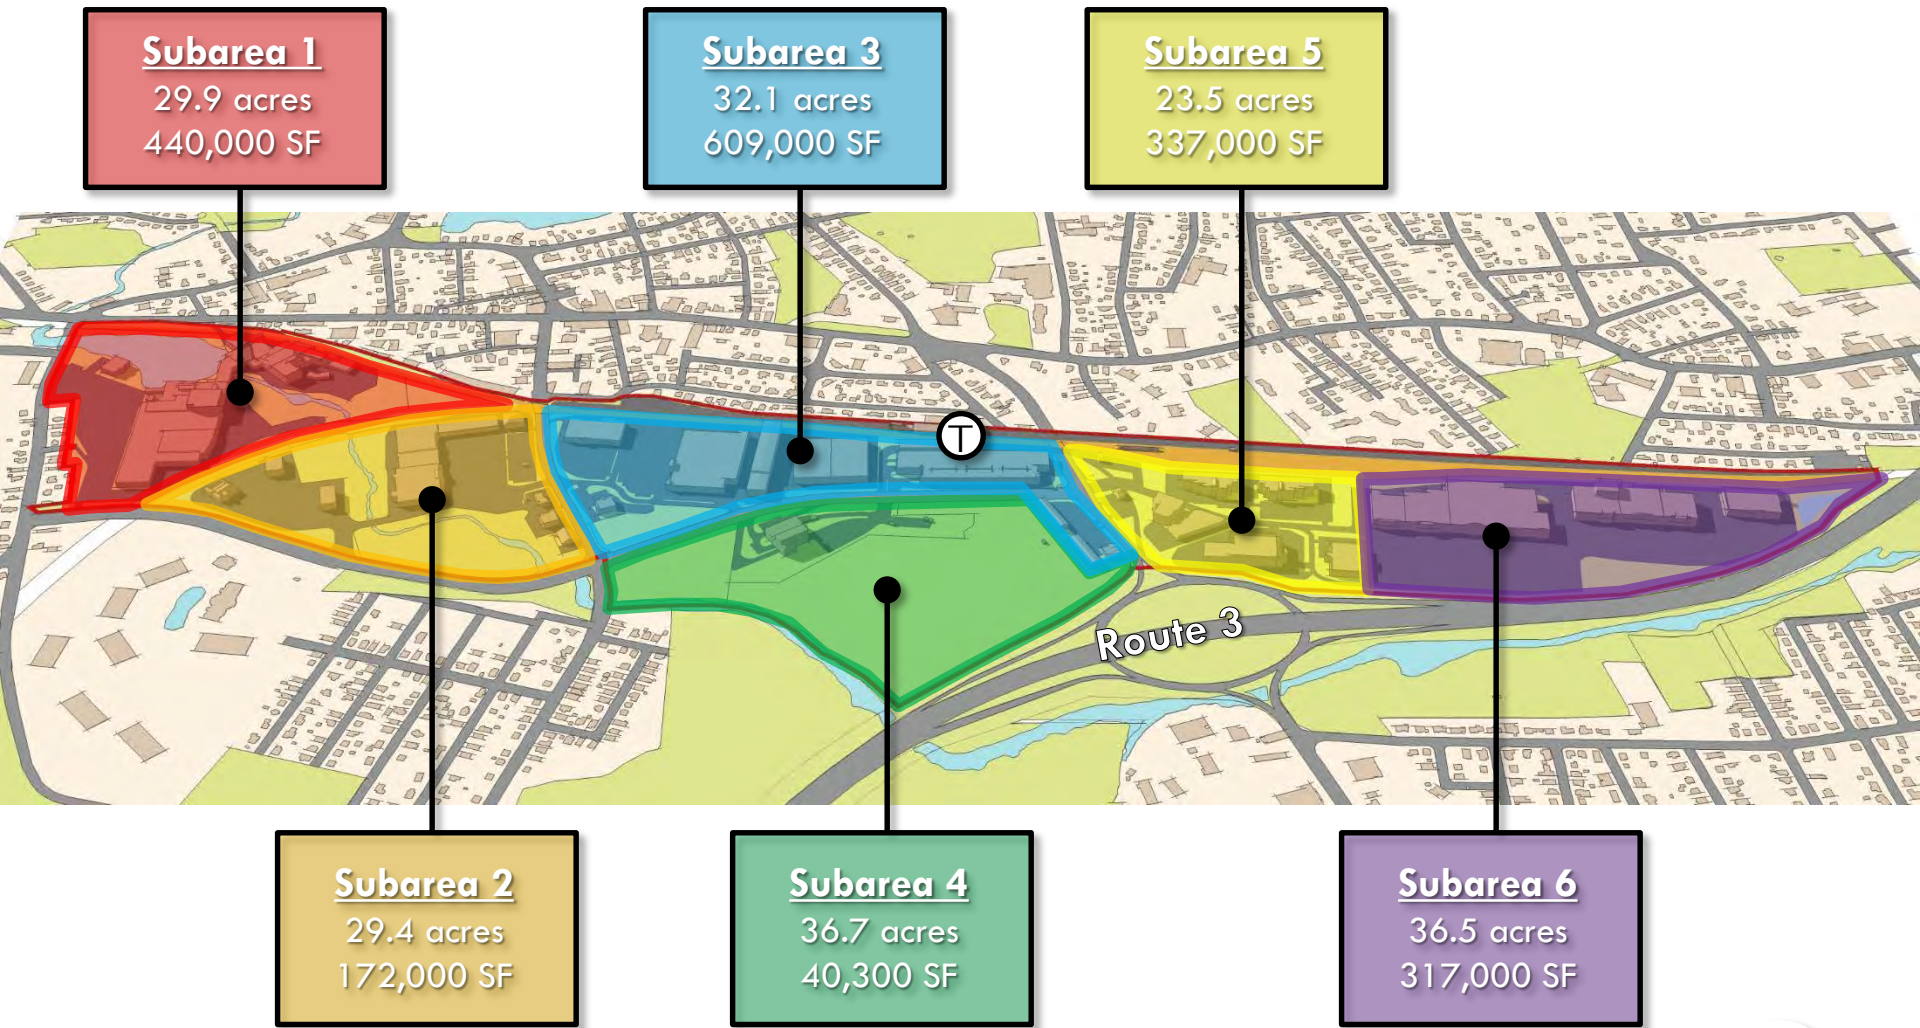 Subarea 1
29.9 acres
440,000 SF
Subarea 3
32.1 acres
609,000 SF
Subarea 5
23.5 acres
337,000 SF
T
Route 3
Subarea 2
29.4 acres
172,000 SF
Subarea 4
36.7 acres
40,300 SF
Subarea 6
36.5 acres
317,000 SF